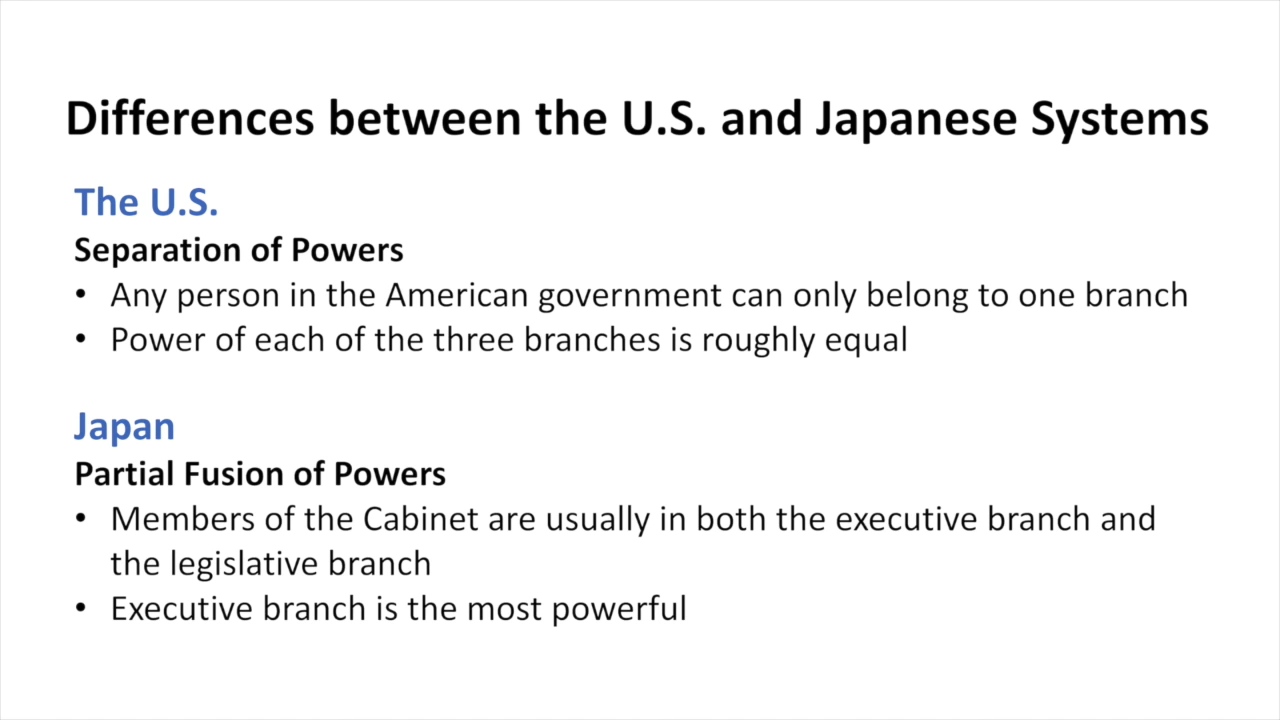 Differences between the U.S. and Japanese Systems
The U.S.
Separation of Powers
• Any person in the American government can only belong to one branch
• Power of each of the three branches is roughly equal
Japan
Partial Fusion of Powers
• Members of the Cabinet are usually in both the executive branch and
the legislative branch
• Executive branch is the most powerful